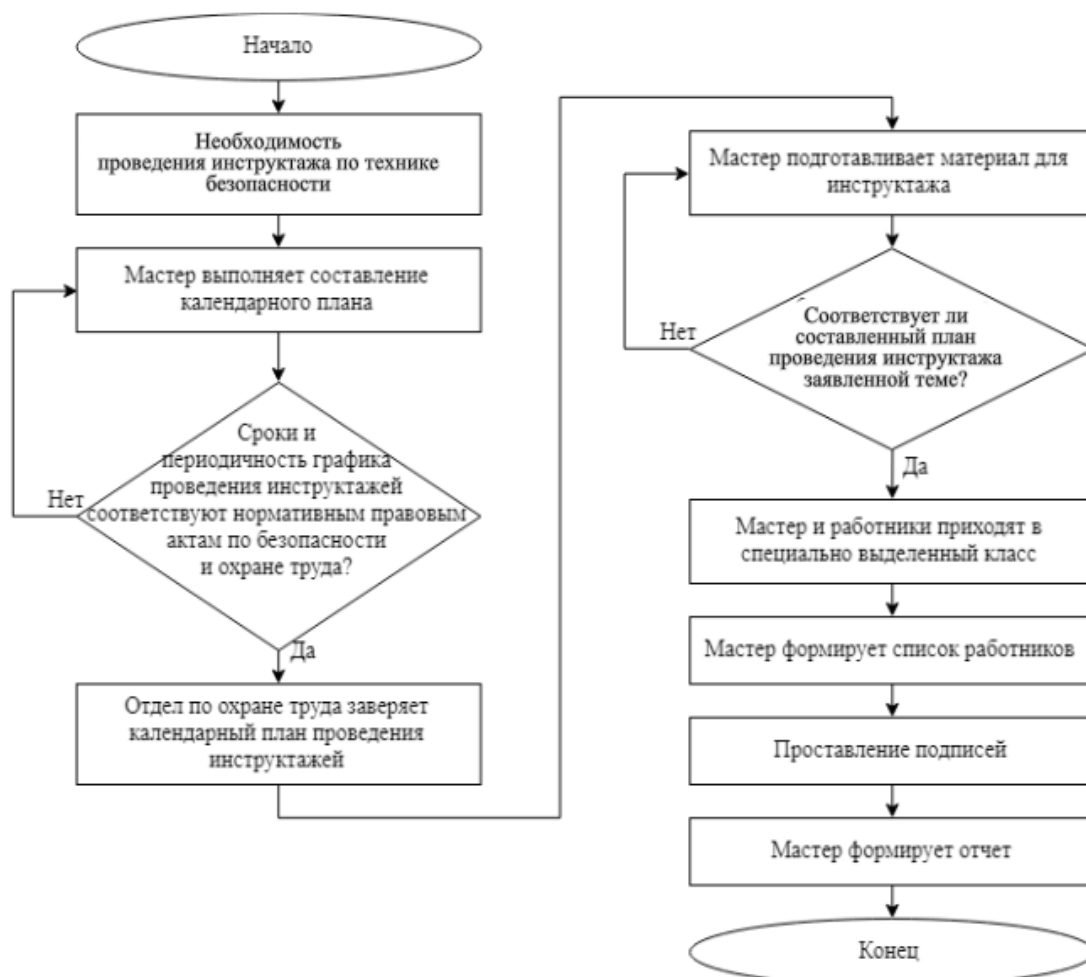 Начало
Необходимость
проведения инструктажа по технике
безопасности
Мастер выполняет составление
календарного плана
Сроки и
периодичность графика
проведения инструктажей
соответствуют нормативным правовым
актам по безопасности
и охране труда?
Нет
Да
Отдел по охране труда заверяет
календарный план проведения
инструктажей
Мастер подготавливает материал для
инструктажа
Соответствует ли
составленный план
проведения инструктажа
заявленной теме?
Нет
Да
Мастер и работники приходят в
специально выделенный класс
Мастер формирует список работников
Проставление подписей
Мастер формирует отчет
Конец